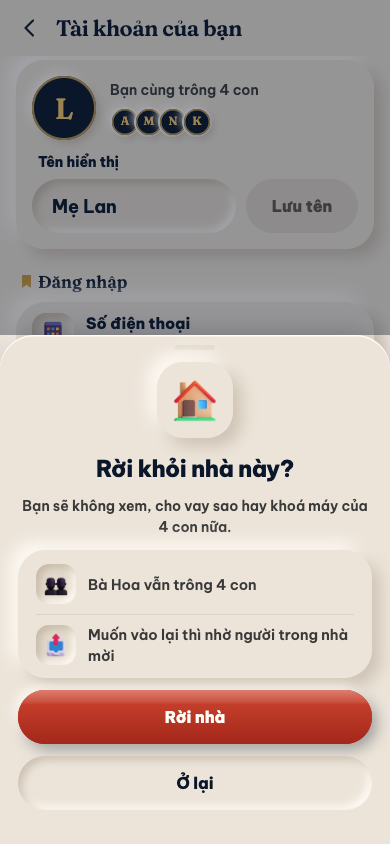 Tài khoản của bạn
L
Bạn cùng trông 4 con
A M N K
Tên hiển thị
Mẹ Lan
Lưu tên
Đăng nhập
Số điện thoại
Rời khỏi nhà này?
Bạn sẽ không xem, cho vay sao hay khoá máy của
4 con nữa.
Bà Hoa vẫn trông 4 con
Muốn vào lại thì nhờ người trong nhà
mời
Rời nhà
Ở lại